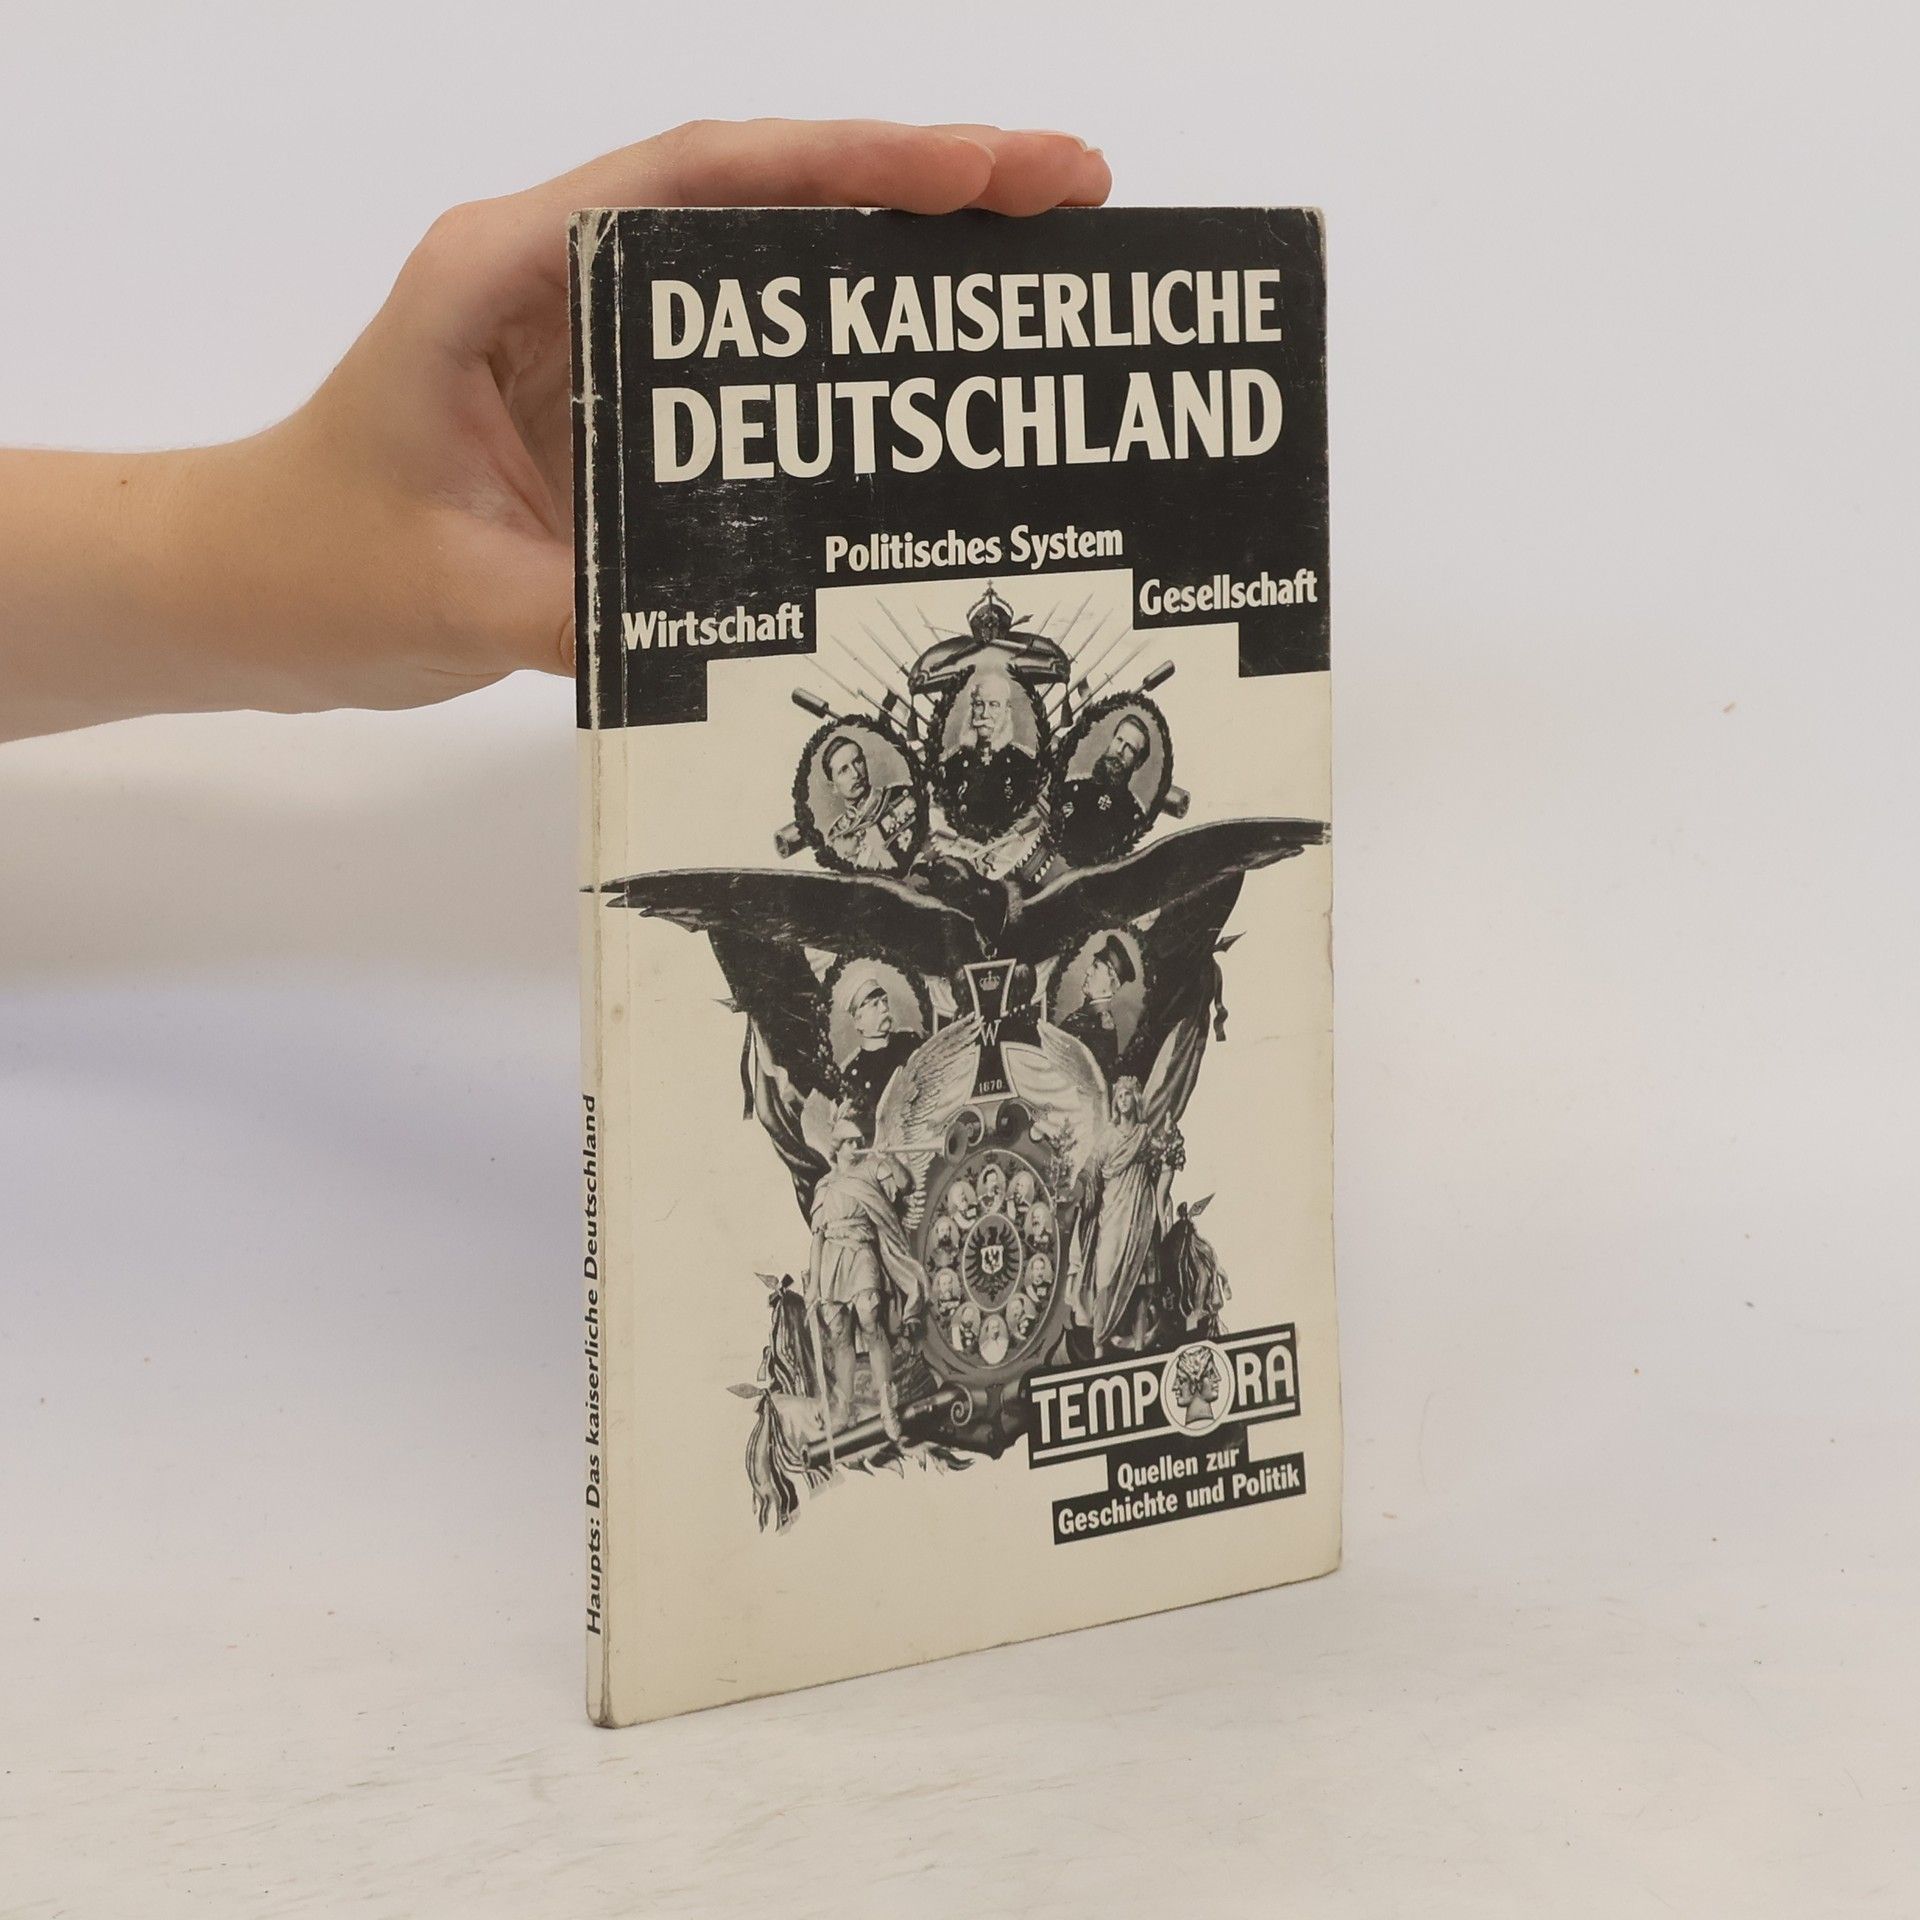 DAS KAISERLICHE
DEUTSCHLAND
Politisches System
Wirtschaft
Gesellschaft
W
1870.
TEMPORA
Quellen zur
Geschichte und Politik
Haupts: Das kaiserliche Deutschland